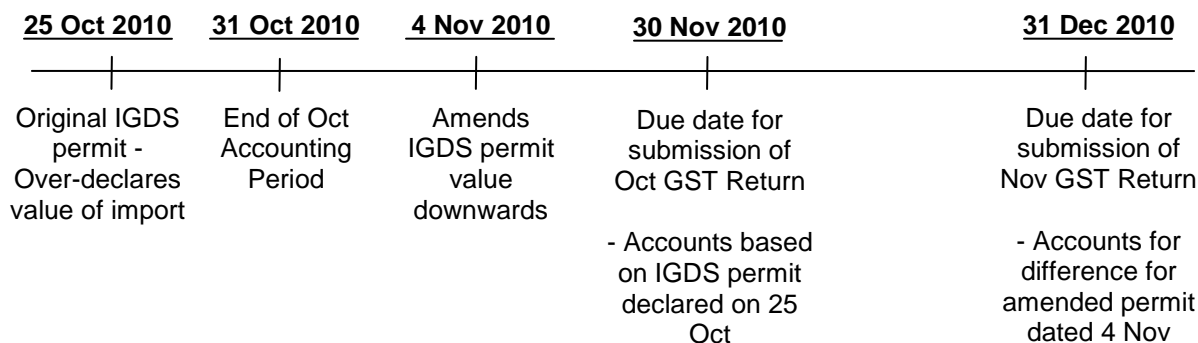 25 Oct 2010
31 Oct 2010
4 Nov 2010
30 Nov 2010
31 Dec 2010
Original IGDS
permit -
Over-declares
value of import
End of Oct
Accounting
Period
Amends
IGDS permit
value
downwards
Due date for
submission of
Oct GST Return
- Accounts based
on IGDS permit
declared on 25
Oct
Due date for
submission of
Nov GST Return
- Accounts for
difference for
amended permit
dated 4 Nov